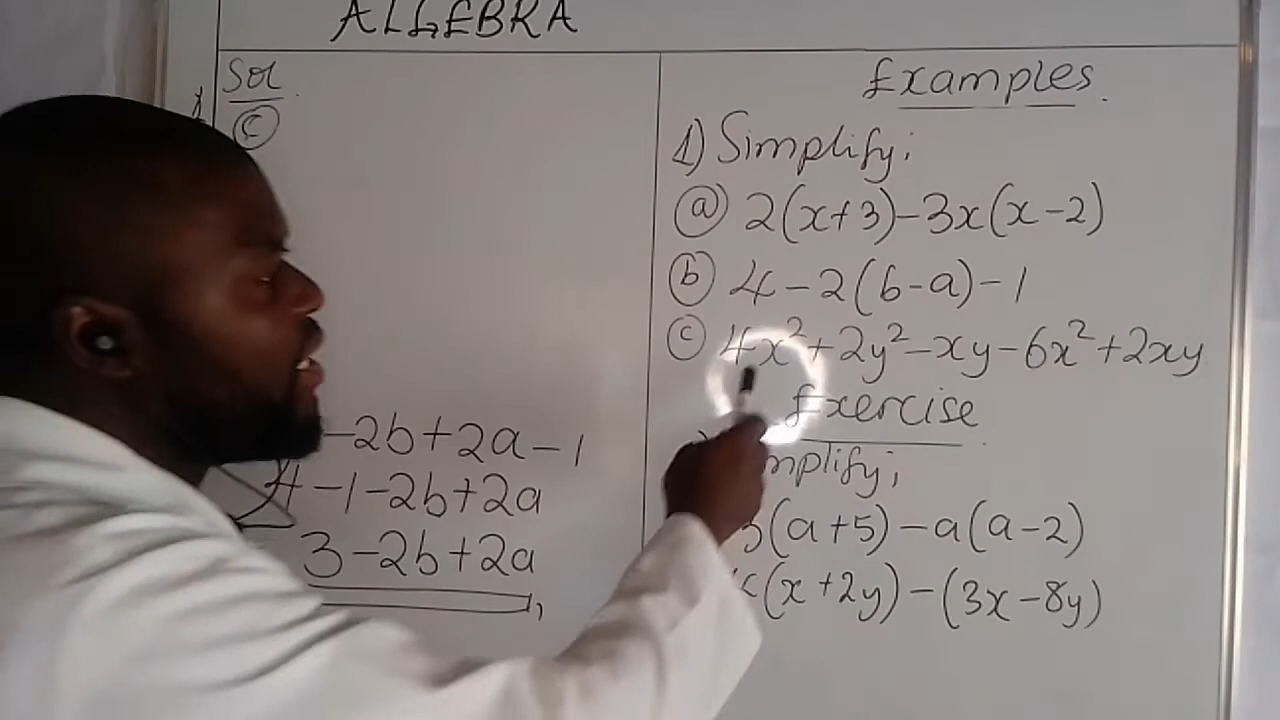 ALGEBRA
Sol
(c)
-2b+2a-1
4-1-2b+2a
3-2b+2a
Examples.
1) Simplify;
(a) 2(x+3)-3x(x-2)
(b) 4-2(b-a)-1
(c) 4x²+2y²-xy-6x²+2xy
Exercise
3(a+5)-a(a-2)
(x+2y)-(3x-8y)